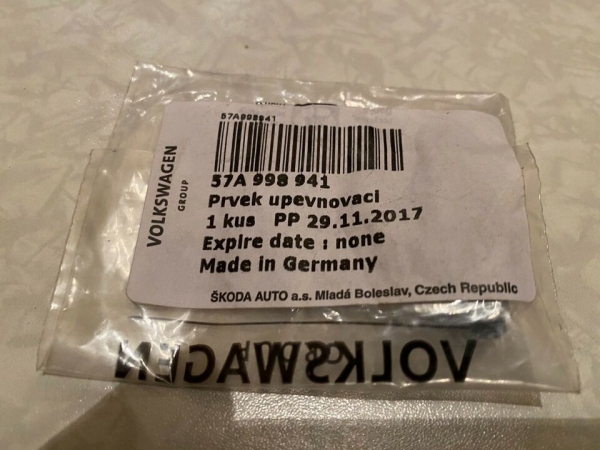 57A998941
57A 998 941
Prvek upevnovaci
1 kus PP 29.11.2017
Expire date : none
Made in Germany
VOLKSWAGEN
GROUP
ŠKODA AUTO a.s. Mladá Boleslav, Czech Republic
VOLKSWAGEN